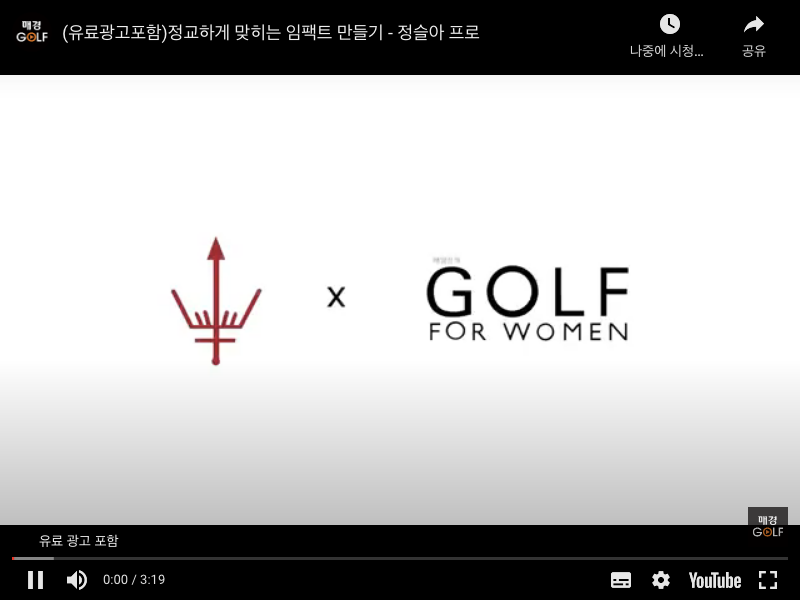 매경
GOLF
(유료광고포함)정교하게 맞히는 임팩트 만들기 - 정슬아 프로
나중에 시청...
공유
x
GOLF
FOR WOMEN
매경
GOLF
유료 광고 포함
0:00 / 3:19
YouTube